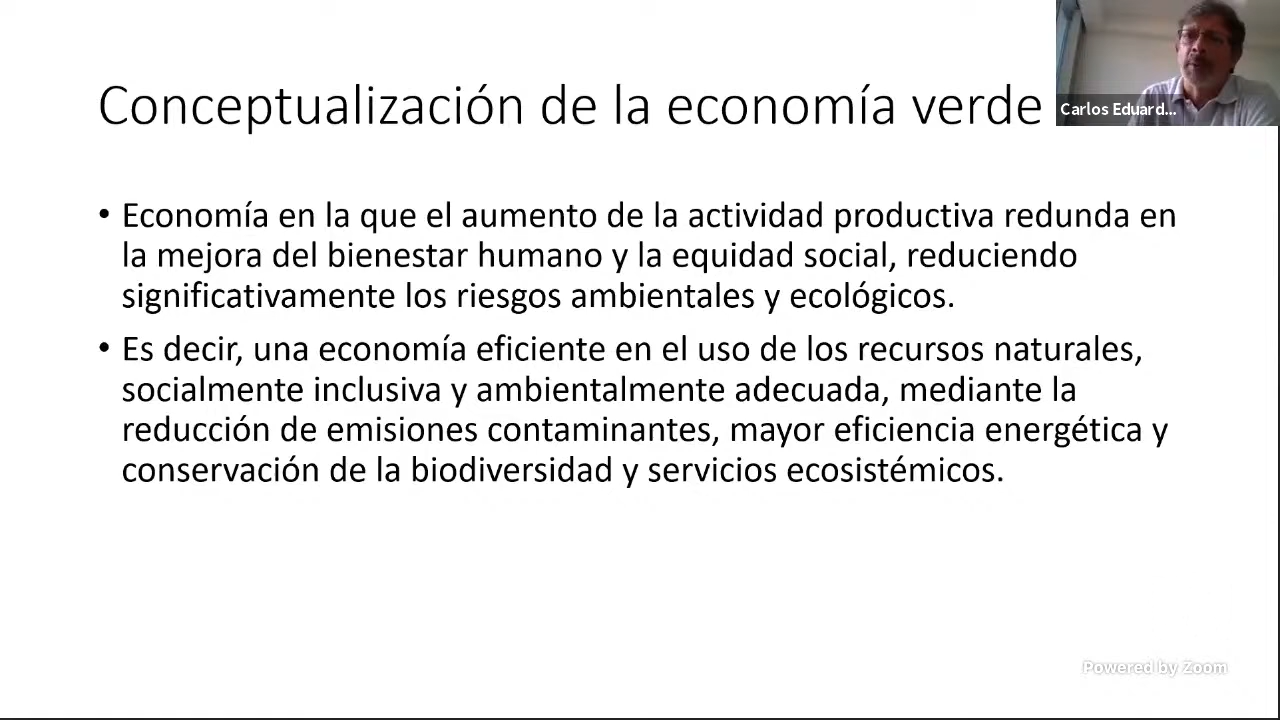 Conceptualización de la economía verde
Carlos Eduard...
• Economía en la que el aumento de la actividad productiva redunda en
la mejora del bienestar humano y la equidad social, reduciendo
significativamente los riesgos ambientales y ecológicos.
• Es decir, una economía eficiente en el uso de los recursos naturales,
socialmente inclusiva y ambientalmente adecuada, mediante la
reducción de emisiones contaminantes, mayor eficiencia energética y
conservación de la biodiversidad y servicios ecosistémicos.
Powered by Zoom